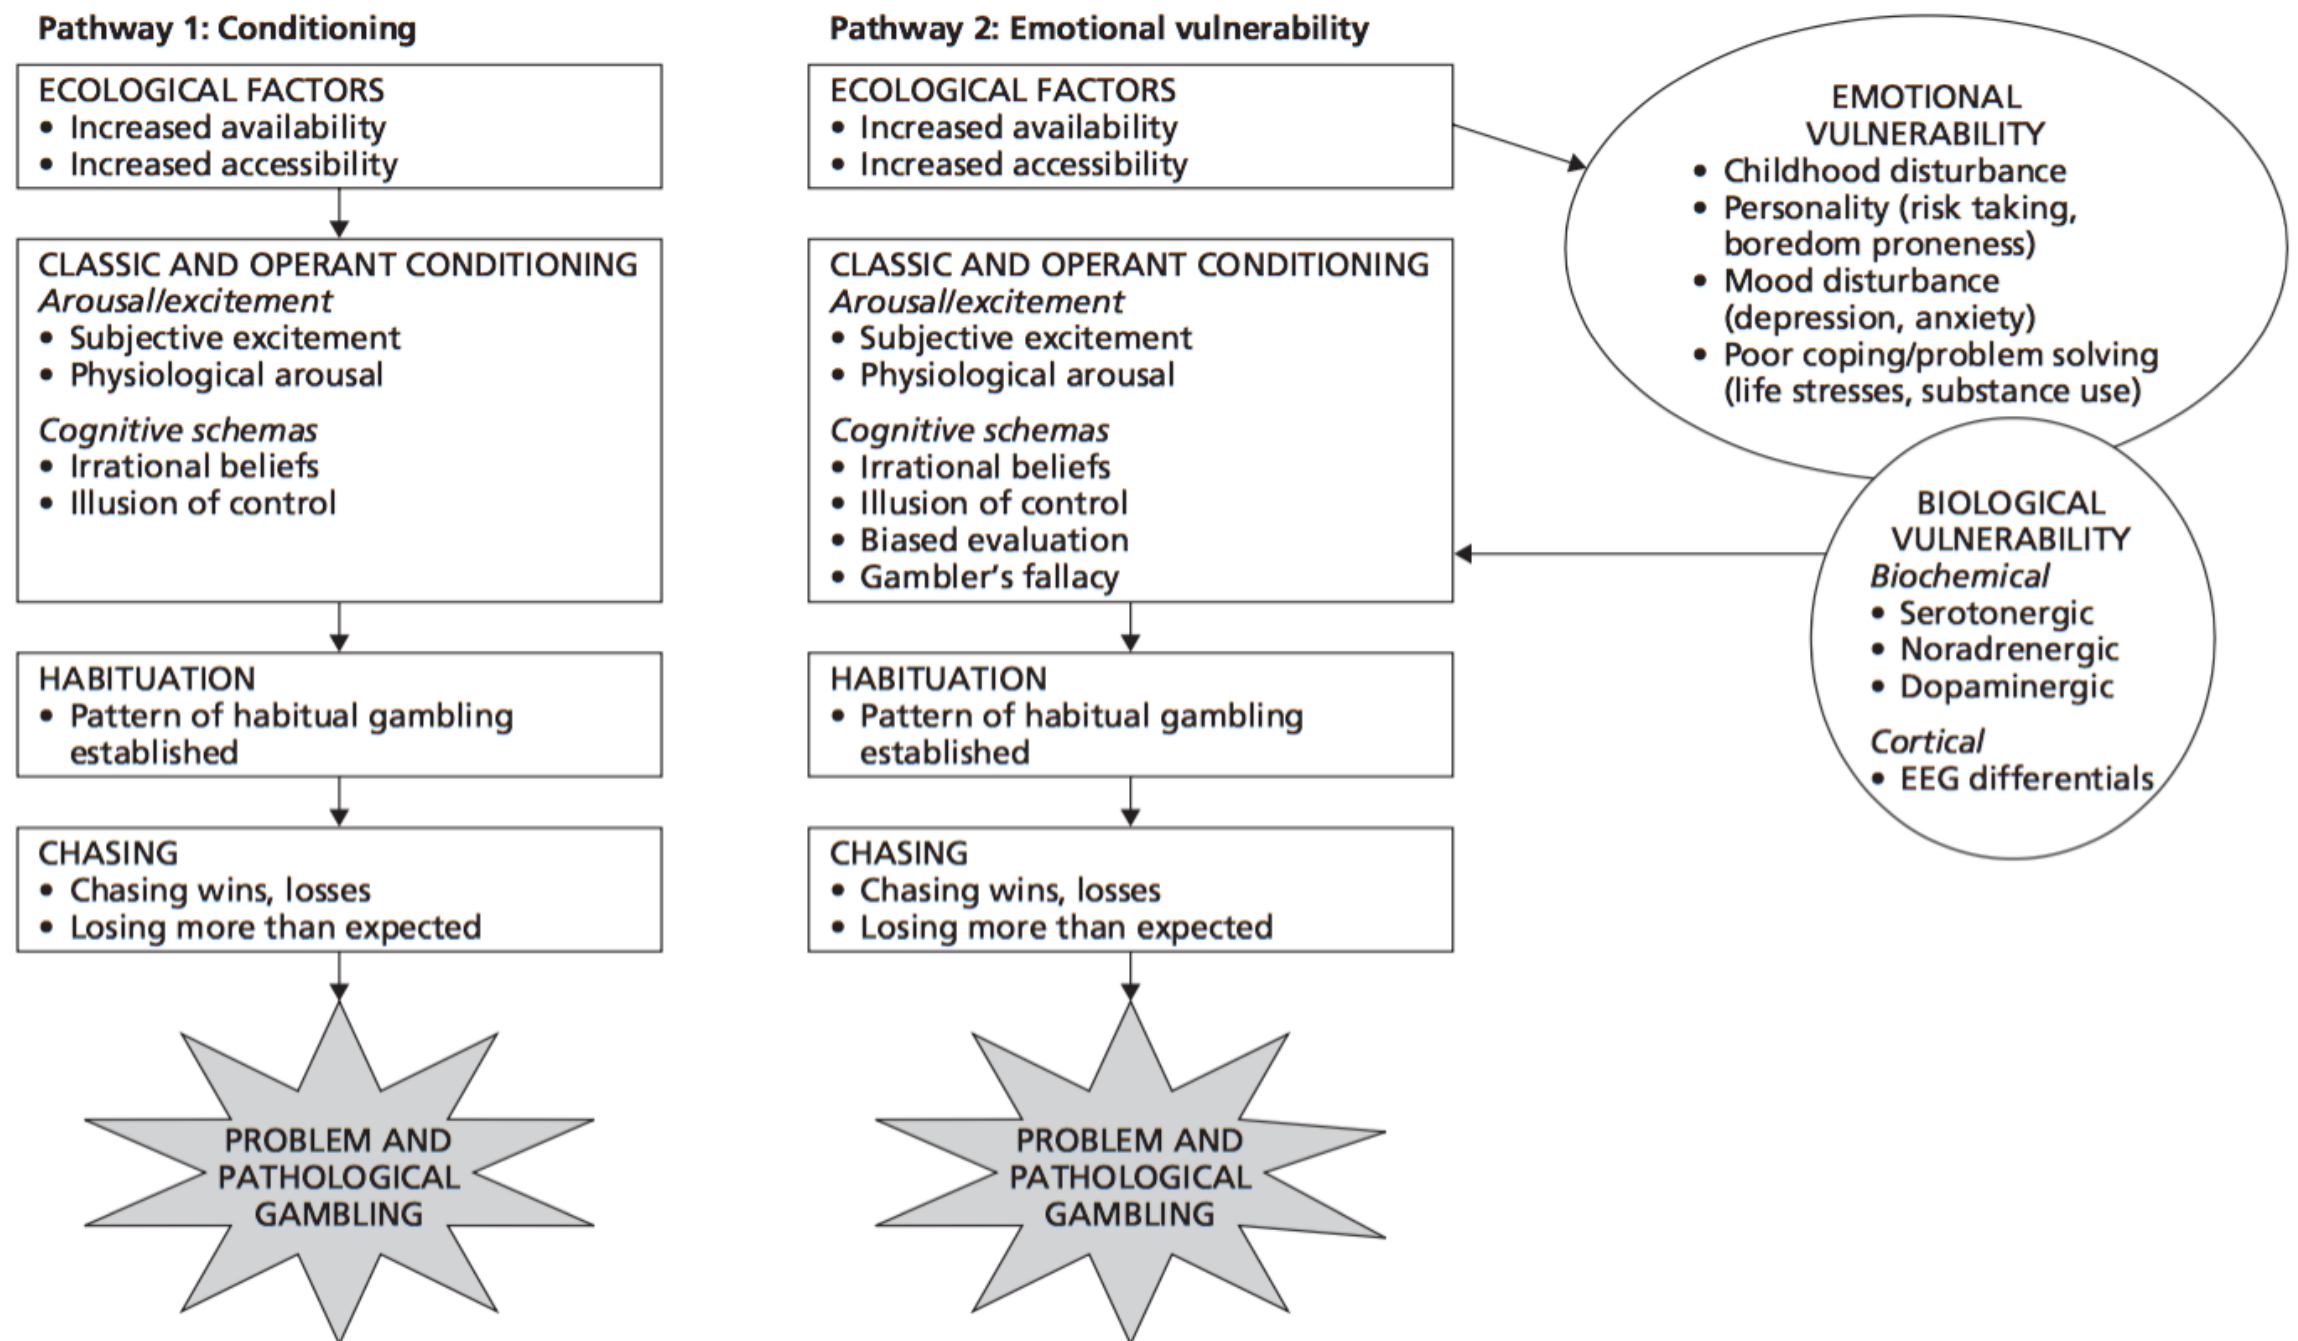 Pathway 1: Conditioning
ECOLOGICAL FACTORS
• Increased availability
• Increased accessibility
CLASSIC AND OPERANT CONDITIONING
Arousal/excitement
• Subjective excitement
• Physiological arousal
Cognitive schemas
• Irrational beliefs
• Illusion of control
HABITUATION
• Pattern of habitual gambling
established
CHASING
• Chasing wins, losses
• Losing more than expected
PROBLEM AND
PATHOLOGICAL
GAMBLING
Pathway 2: Emotional vulnerability
ECOLOGICAL FACTORS
• Increased availability
• Increased accessibility
CLASSIC AND OPERANT CONDITIONING
Arousal/excitement
• Subjective excitement
• Physiological arousal
Cognitive schemas
• Irrational beliefs
• Illusion of control
• Biased evaluation
• Gambler’s fallacy
HABITUATION
• Pattern of habitual gambling
established
CHASING
• Chasing wins, losses
• Losing more than expected
PROBLEM AND
PATHOLOGICAL
GAMBLING
EMOTIONAL
VULNERABILITY
• Childhood disturbance
• Personality (risk taking,
boredom proneness)
• Mood disturbance
(depression, anxiety)
• Poor coping/problem solving
(life stresses, substance use)
BIOLOGICAL
VULNERABILITY
Biochemical
• Serotonergic
• Noradrenergic
• Dopaminergic
Cortical
• EEG differentials